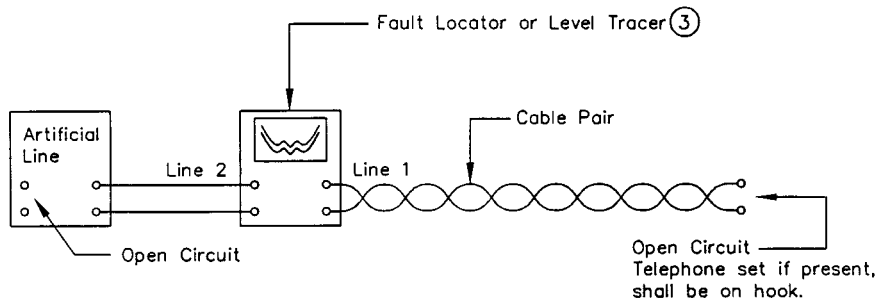 Fault Locator or Level Tracer 3
Artificial
Line
Line 2
Line 1
Cable Pair
Open Circuit
Open Circuit
Telephone set if present,
shall be on hook.